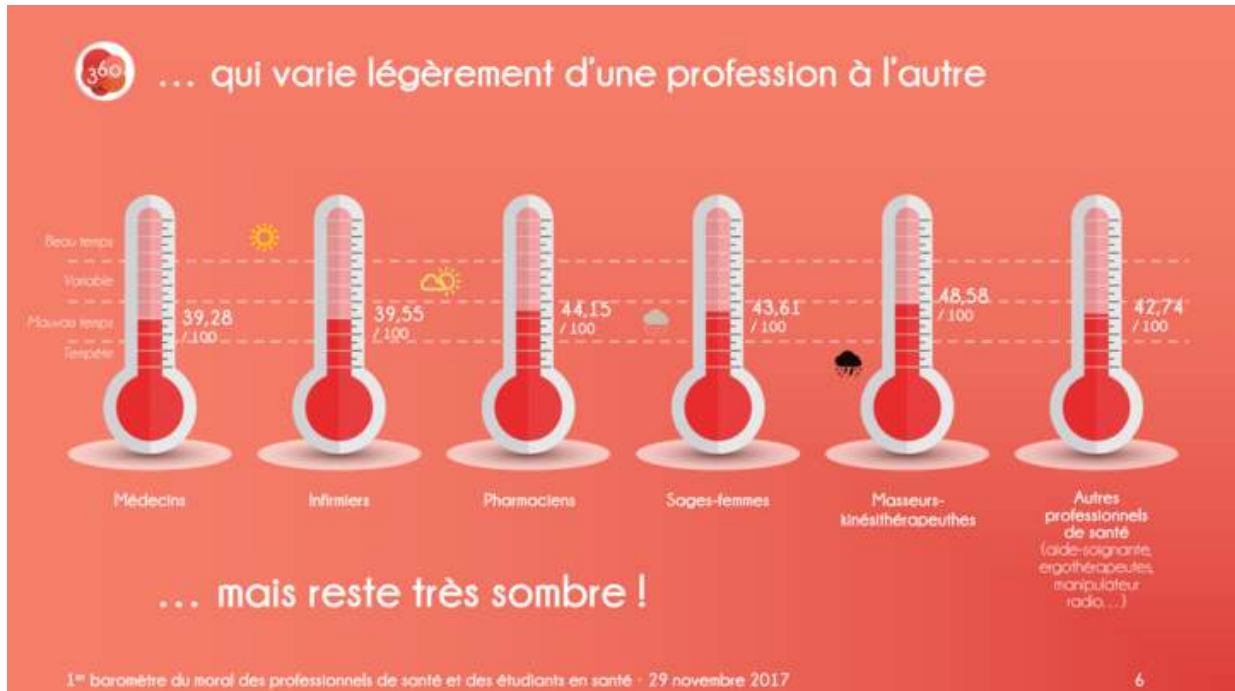 360
... qui varie légèrement d'une profession à l'autre
Beau temps
Variable
Mauvais temps
Tempête
39,28
/ 100
39,55
/ 100
44,15
/ 100
43,61
/ 100
48,58
/ 100
42,74
/ 100
Médecins
Infirmiers
Pharmaciens
Sages-femmes
Masseurs-
kinésithérapeuthes
Autres
professionnels
de santé
(aide-soignante,
ergothérapeutes,
manipulateur
radio...)
... mais reste très sombre !
1er baromètre du moral des professionnels de santé et des étudiants en santé · 29 novembre 2017
6